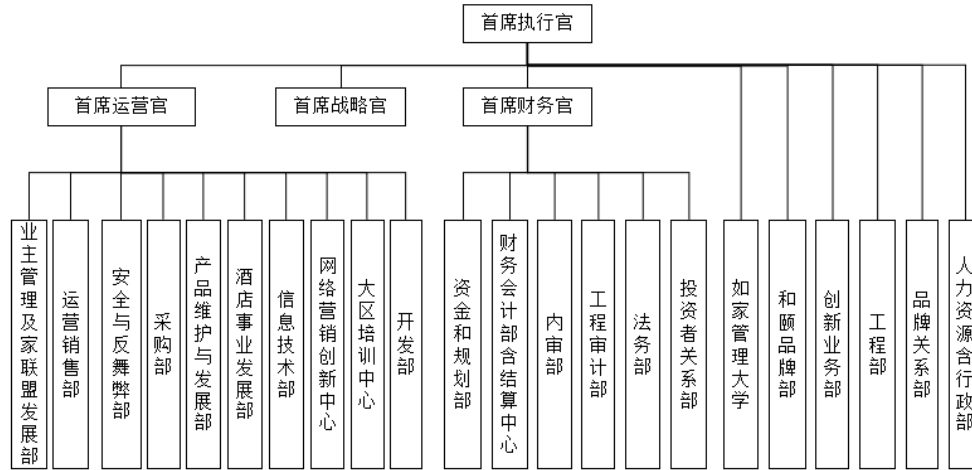 首席执行官
首席运营官
首席战略官
首席财务官
业主管理及家联盟发展部
运营销售部
安全与反舞弊部
采购部
产品维护与发展部
酒店事业发展部
信息技术部
网络营销创新中心
大区培训中心
开发部
资金和规划部
财务会计部含结算中心
内审部
工程审计部
法务部
投资者关系部
如家管理大学
和颐品牌部
创新业务部
工程部
品牌关系部
人力资源含行政部